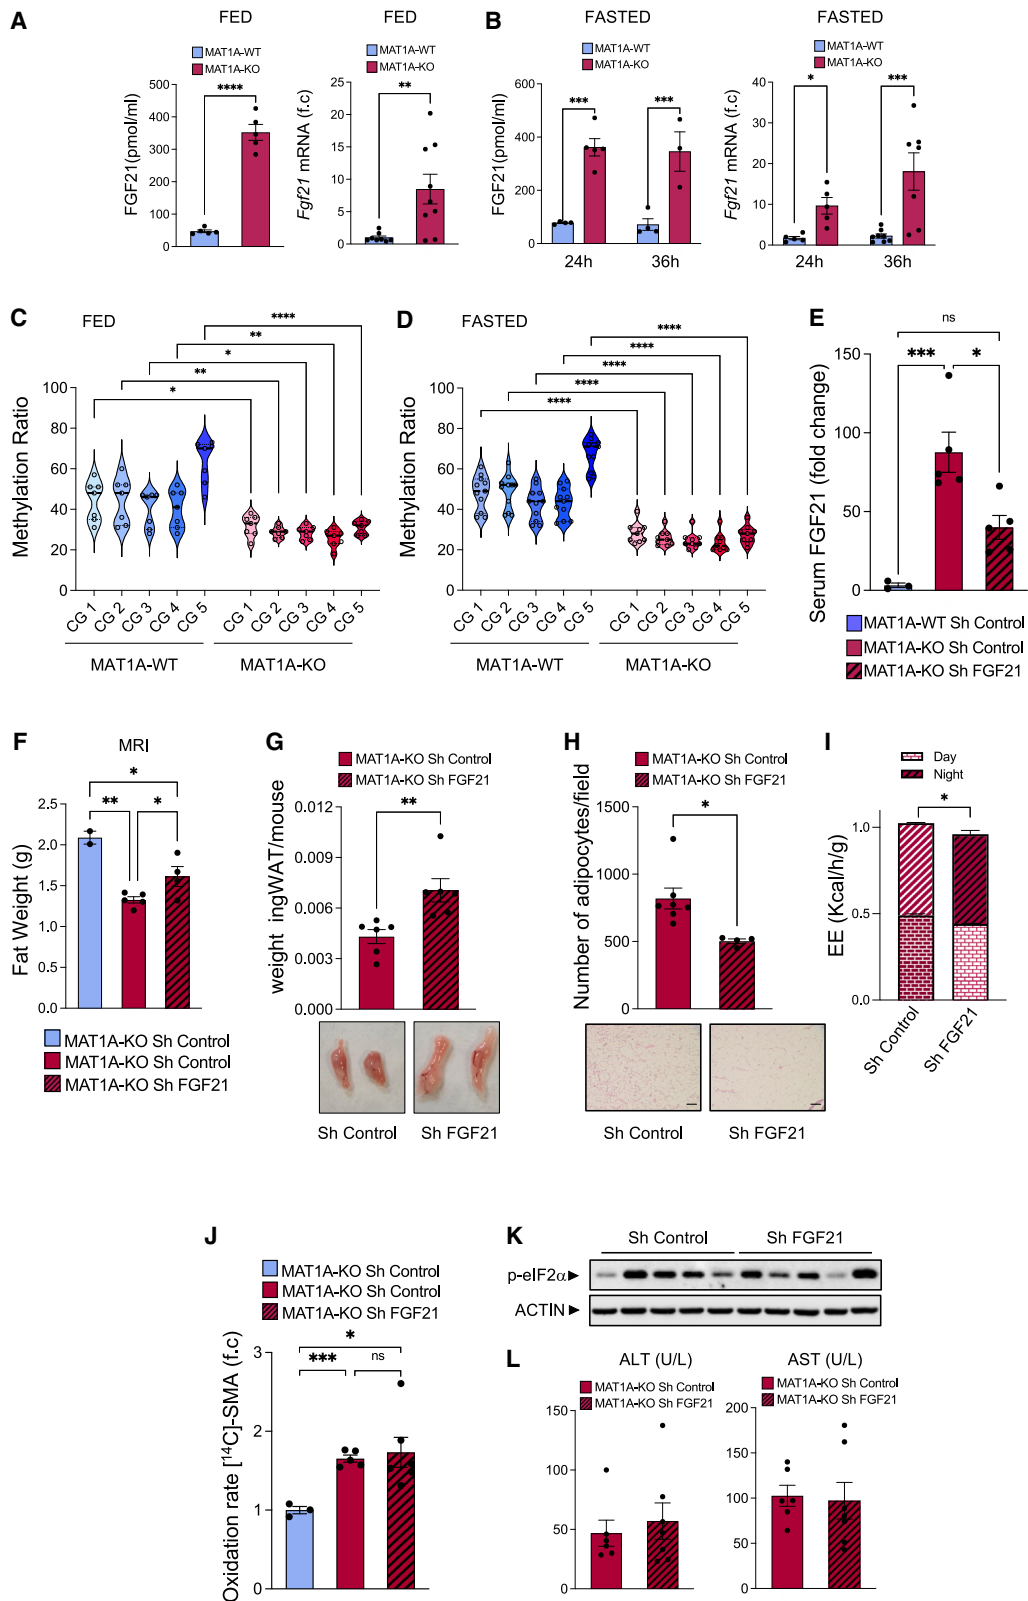 A
FED
MAT1A-WT
MAT1A-KO
FGF21(pmol/ml)
500
400
300
200
100
0
****
FED
MAT1A-WT
MAT1A-KO
Fgf21 mRNA (f.c)
25
20
15
10
5
0
**
B
FASTED
MAT1A-WT
MAT1A-KO
FGF21(pmol/ml)
600
400
200
0
***
***
24h
36h
FASTED
MAT1A-WT
MAT1A-KO
Fgf21 mRNA (f.c)
40
30
20
10
0
*
***
24h
36h
C
FED
****
**
*
**
*
Methylation Ratio
100
80
60
40
20
0
CG 1
CG 2
CG 3
CG 4
CG 5
CG 1
CG 2
CG 3
CG 4
CG 5
MAT1A-WT
MAT1A-KO
D
FASTED
****
****
****
****
****
Methylation Ratio
100
80
60
40
20
0
CG 1
CG 2
CG 3
CG 4
CG 5
CG 1
CG 2
CG 3
CG 4
CG 5
MAT1A-WT
MAT1A-KO
E
ns
***
*
Serum FGF21 (fold change)
150
100
50
0
MAT1A-WT Sh Control
MAT1A-KO Sh Control
MAT1A-KO Sh FGF21
F
MRI
*
**
*
Fat Weight (g)
2.5
2.0
1.5
1.0
0.5
0.0
MAT1A-KO Sh Control
MAT1A-KO Sh Control
MAT1A-KO Sh FGF21
G
MAT1A-KO Sh Control
MAT1A-KO Sh FGF21
weight ingWAT/mouse
0.012
0.009
0.006
0.003
0.000
**
Sh Control
Sh FGF21
H
MAT1A-KO Sh Control
MAT1A-KO Sh FGF21
Number of adipocytes/field
1500
1000
500
0
*
Sh Control
Sh FGF21
I
Day
Night
*
EE (Kcal/h/g)
1.0
0.5
0.0
Sh Control
Sh FGF21
J
MAT1A-KO Sh Control
MAT1A-KO Sh Control
MAT1A-KO Sh FGF21
*
***
ns
Oxidation rate [¹⁴C]-SMA (f.c)
3
2
1
0
K
Sh Control
Sh FGF21
p-eIF2α
ACTIN
L
ALT (U/L)
MAT1A-KO Sh Control
MAT1A-KO Sh FGF21
150
100
50
0
AST (U/L)
MAT1A-KO Sh Control
MAT1A-KO Sh FGF21
200
150
100
50
0